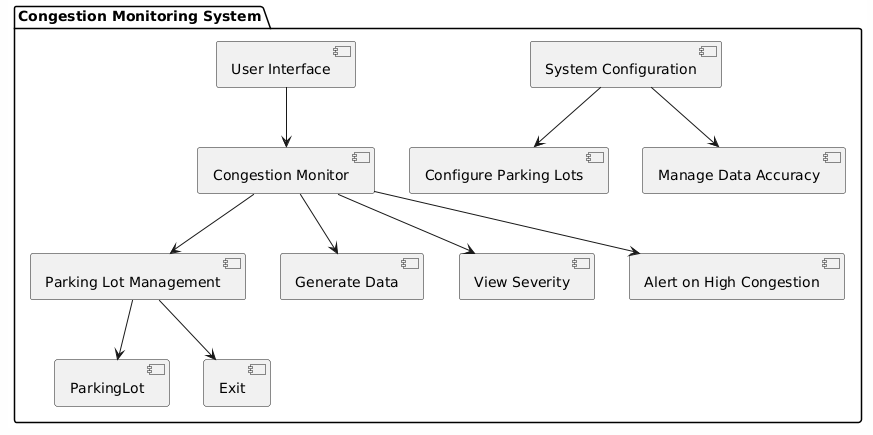 Congestion Monitoring System
User Interface
System Configuration
Congestion Monitor
Configure Parking Lots
Manage Data Accuracy
Parking Lot Management
Generate Data
View Severity
Alert on High Congestion
ParkingLot
Exit